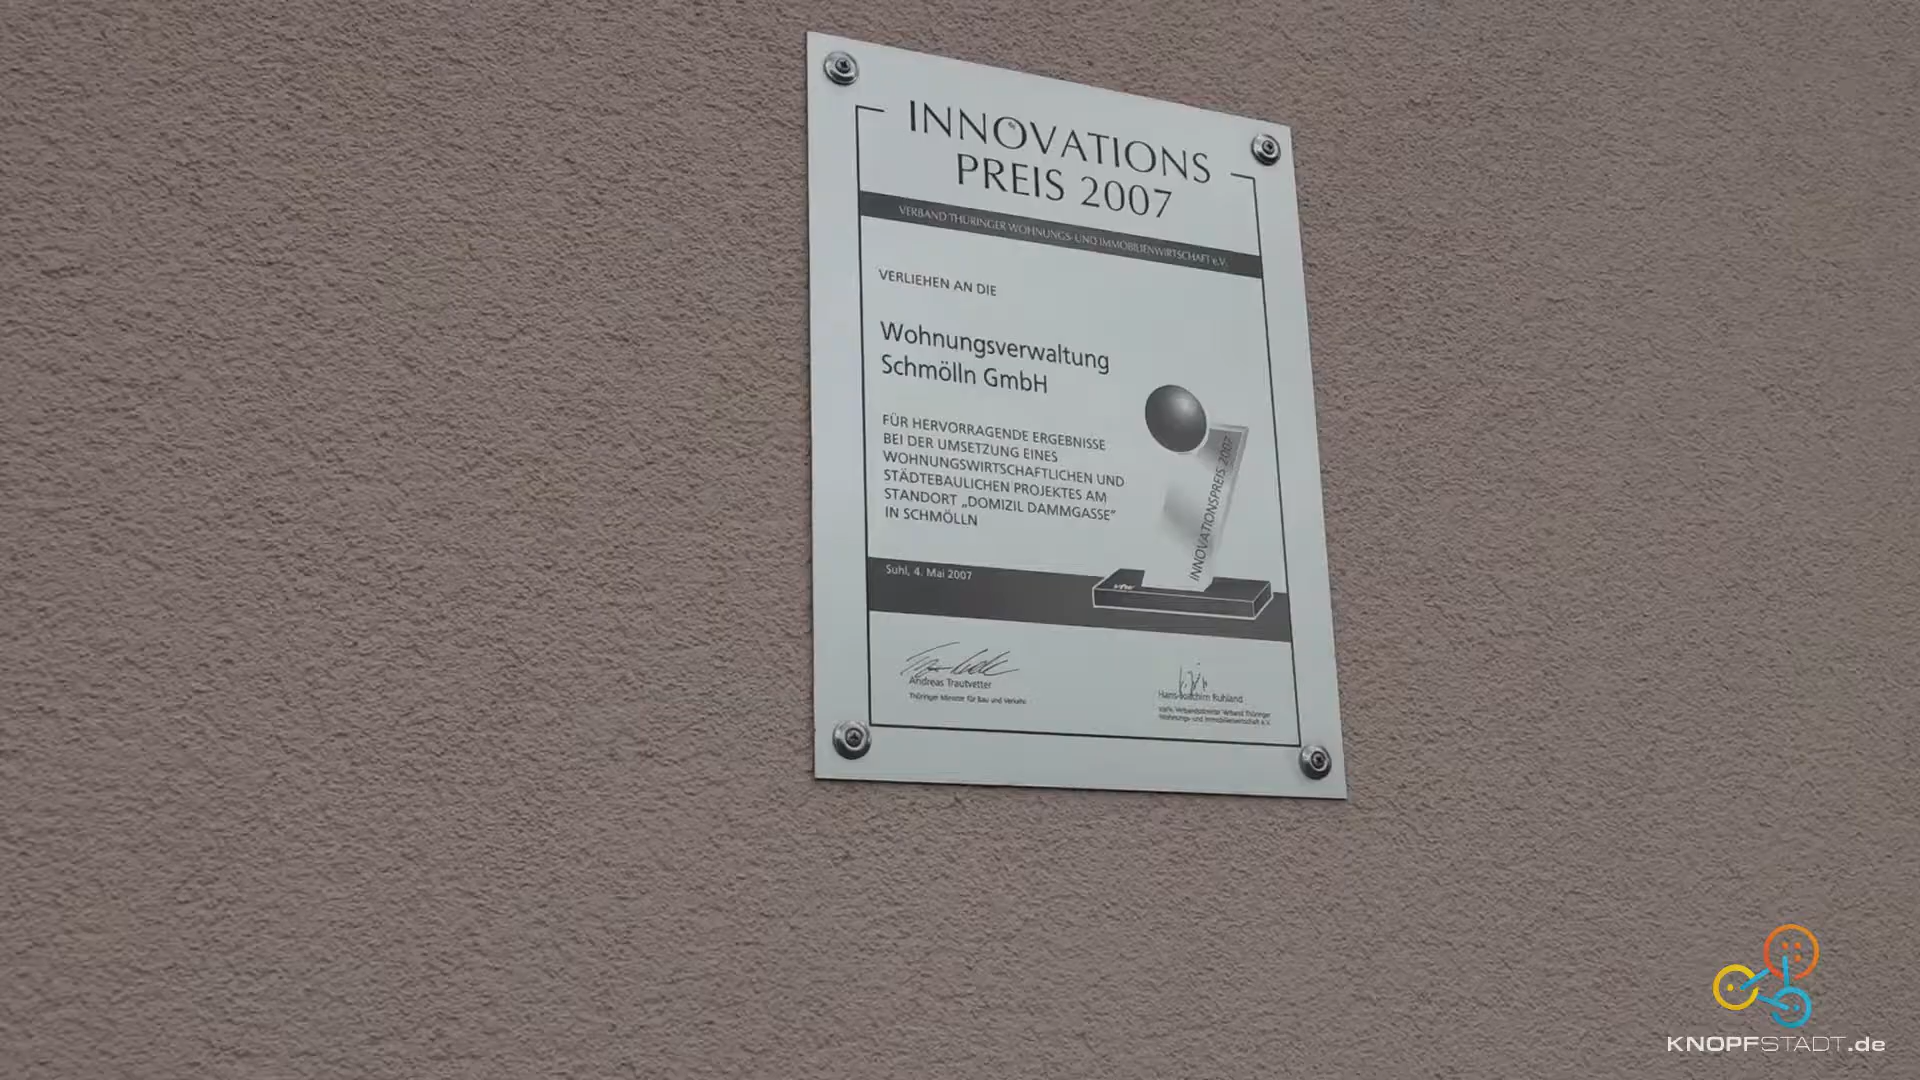 INNOVATIONS
PREIS 2007
VERBAND THÜRINGER WOHNUNGS- UND IMMOBILIENWIRTSCHAFT e.V.
VERLIEHEN AN DIE
Wohnungsverwaltung
Schmölln GmbH
FÜR HERVORRAGENDE ERGEBNISSE
BEI DER UMSETZUNG EINES
WOHNUNGSWIRTSCHAFTLICHEN UND
STÄDTEBAULICHEN PROJEKTES AM
STANDORT „DOMIZIL DAMMGASSE"
IN SCHMÖLLN
INNOVATIONSPREIS 2007
vtw
Suhl, 4. Mai 2007
Andreas Trautvetter
Thüringer Minister für Bau und Verkehr
Hans-Joachim Ruhland
Verbandsdirektor Verband Thüringer
Wohnungs- und Immobilienwirtschaft e.V.
KNOPFSTADT.de